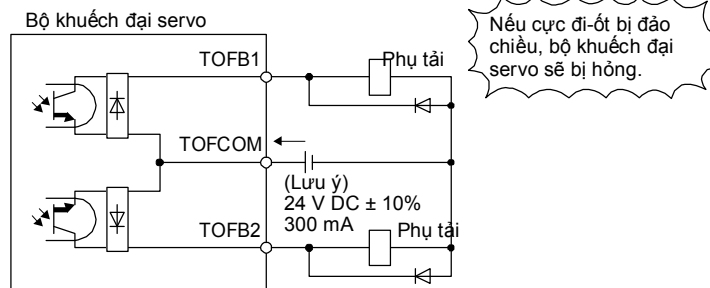 Bộ khuếch đại servo
TOFB1
Phụ tải
Nếu cực đi-ốt bị đảo
chiều, bộ khuếch đại
servo sẽ bị hỏng.
TOFCOM
(Lưu ý)
24 V DC ± 10%
300 mA
TOFB2
Phụ tải